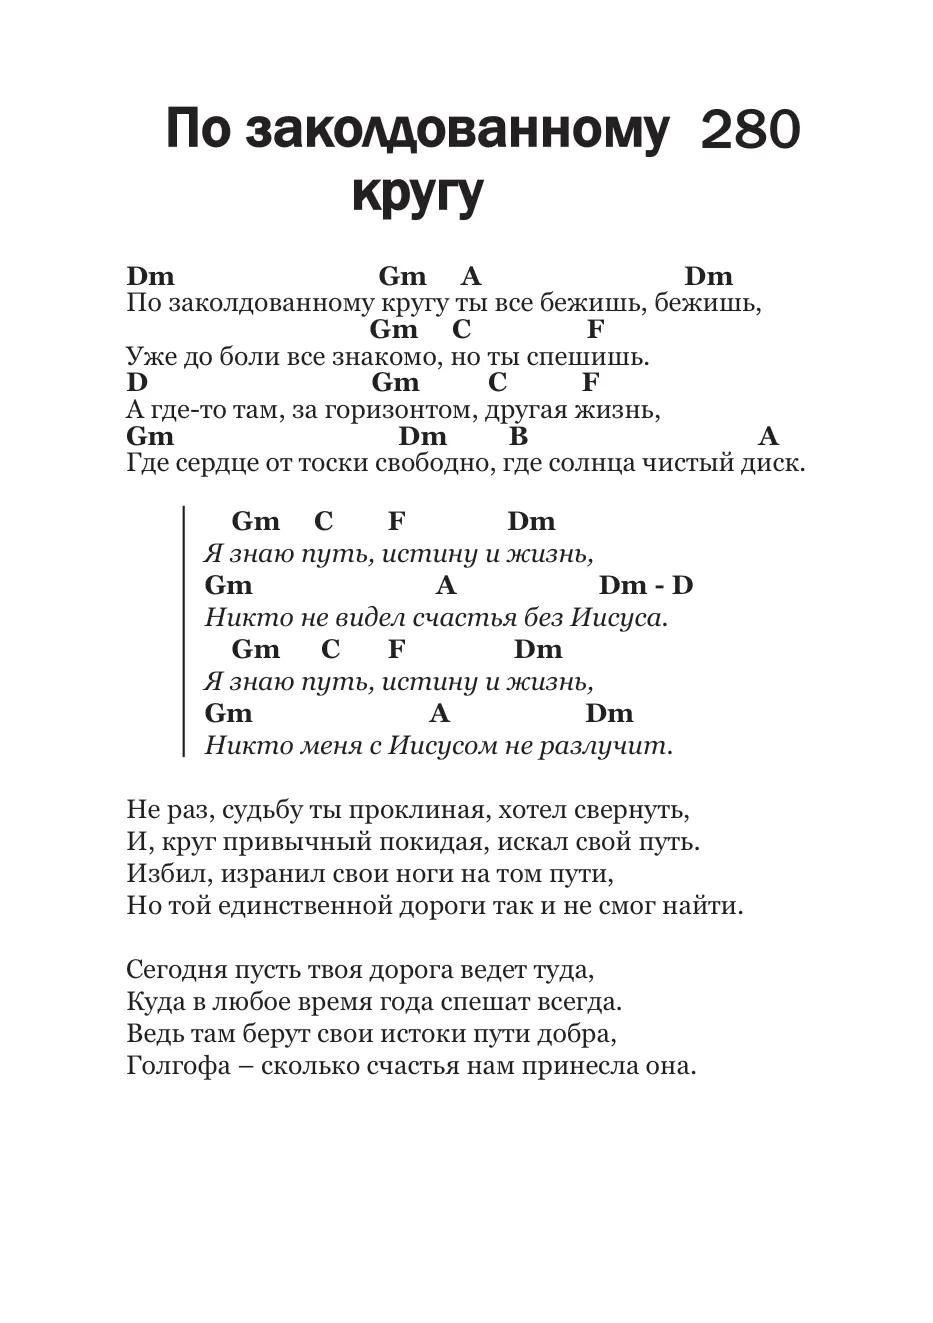 По заколдованному 280
кругу
Dm Gm A Dm
По заколдованному кругу ты все бежишь, бежишь,
Gm C F
Уже до боли все знакомо, но ты спешишь.
D Gm C F
А где-то там, за горизонтом, другая жизнь,
Gm Dm B A
Где сердце от тоски свободно, где солнца чистый диск.
Gm C F Dm
Я знаю путь, истину и жизнь,
Gm A Dm - D
Никто не видел счастья без Иисуса.
Gm C F Dm
Я знаю путь, истину и жизнь,
Gm A Dm
Никто меня с Иисусом не разлучит.
Не раз, судьбу ты проклиная, хотел свернуть,
И, круг привычный покидая, искал свой путь.
Избил, изранил свои ноги на том пути,
Но той единственной дороги так и не смог найти.
Сегодня пусть твоя дорога ведет туда,
Куда в любое время года спешат всегда.
Ведь там берут свои истоки пути добра,
Голгофа – сколько счастья нам принесла она.